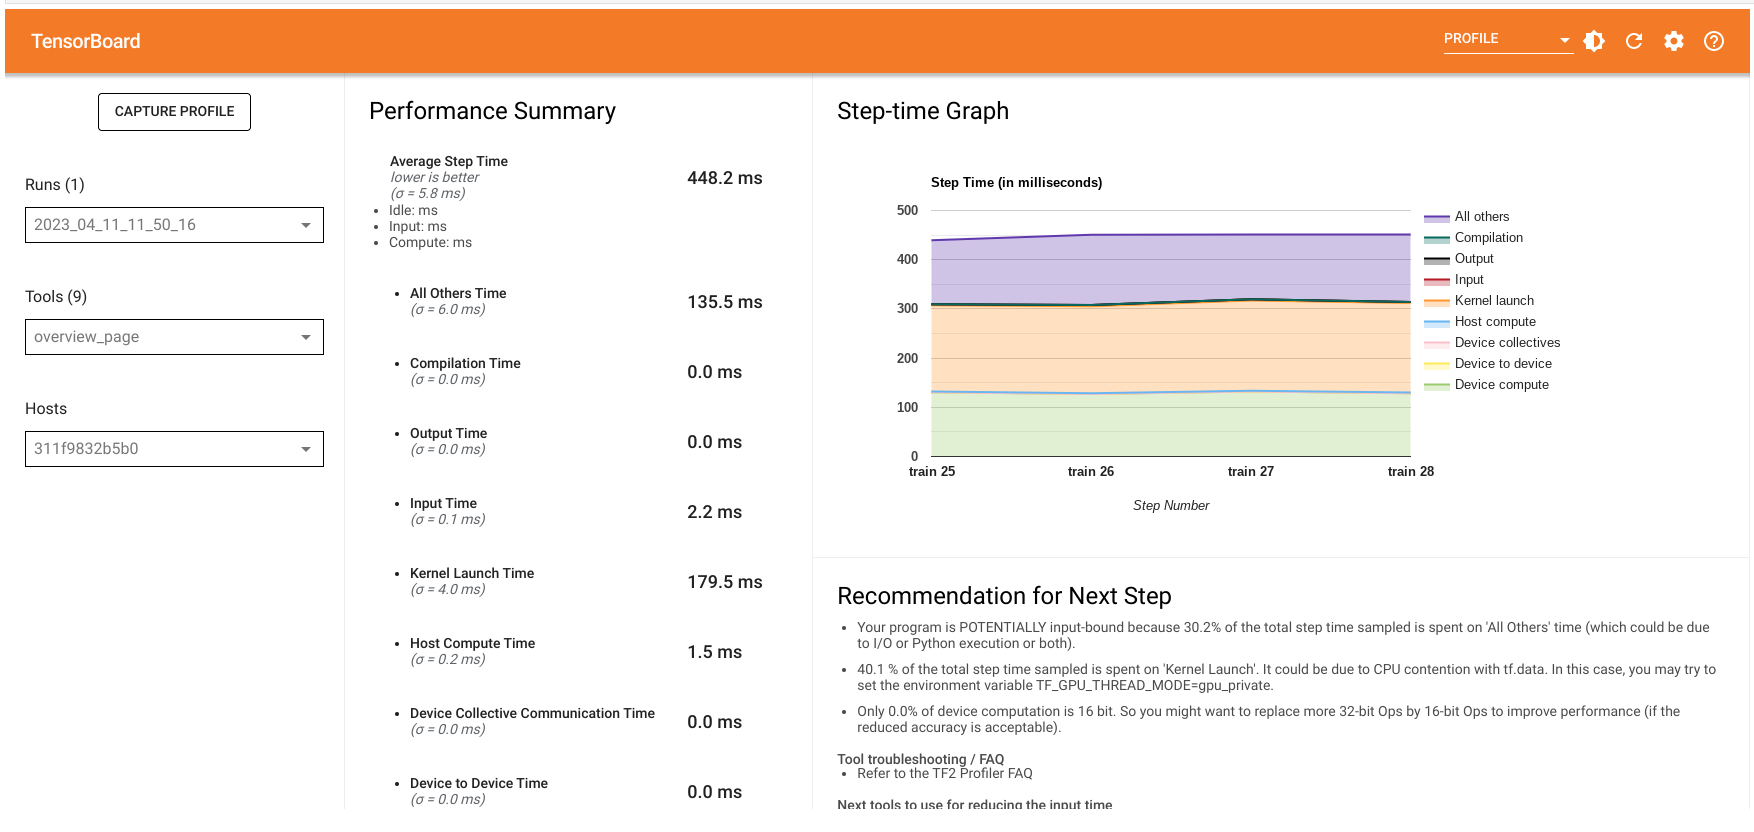 TensorBoard
PROFILE
CAPTURE PROFILE
Runs (1)
2023_04_11_11_50_16
Tools (9)
overview_page
Hosts
311f9832b5b0
Performance Summary
Average Step Time
lower is better
(σ = 5.8 ms)
448.2 ms
Idle: ms
Input: ms
Compute: ms
All Others Time
(σ = 6.0 ms)
135.5 ms
Compilation Time
(σ = 0.0 ms)
0.0 ms
Output Time
(σ = 0.0 ms)
0.0 ms
Input Time
(σ = 0.1 ms)
2.2 ms
Kernel Launch Time
(σ = 4.0 ms)
179.5 ms
Host Compute Time
(σ = 0.2 ms)
1.5 ms
Device Collective Communication Time
(σ = 0.0 ms)
0.0 ms
Device to Device Time
(σ = 0.0 ms)
0.0 ms
Step-time Graph
Step Time (in milliseconds)
500
400
300
200
100
0
train 25
train 26
train 27
train 28
Step Number
All others
Compilation
Output
Input
Kernel launch
Host compute
Device collectives
Device to device
Device compute
Recommendation for Next Step
Your program is POTENTIALLY input-bound because 30.2% of the total step time sampled is spent on 'All Others' time (which could be due
to I/O or Python execution or both).
40.1 % of the total step time sampled is spent on 'Kernel Launch'. It could be due to CPU contention with tf.data. In this case, you may try to
set the environment variable TF_GPU_THREAD_MODE=gpu_private.
Only 0.0% of device computation is 16 bit. So you might want to replace more 32-bit Ops by 16-bit Ops to improve performance (if the
reduced accuracy is acceptable).
Tool troubleshooting / FAQ
Refer to the TF2 Profiler FAQ
Next tools to use for reducing the input time